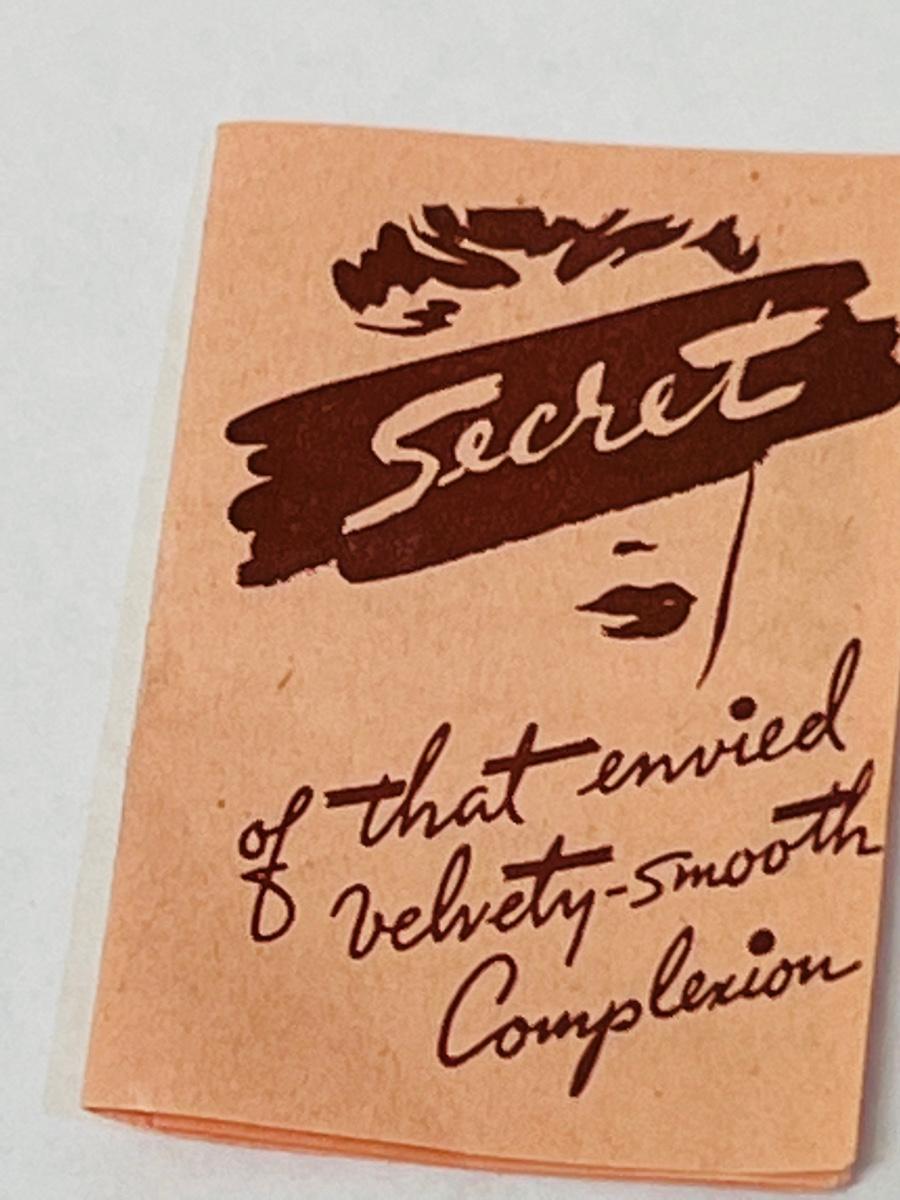 Secret
of that envied
velvety-smooth
Complexion